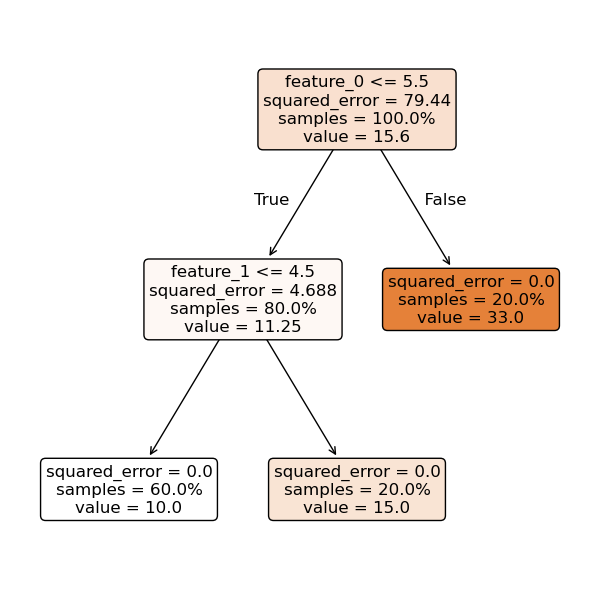 feature_0 <= 5.5
squared_error = 79.44
samples = 100.0%
value = 15.6
True
False
feature_1 <= 4.5
squared_error = 4.688
samples = 80.0%
value = 11.25
squared_error = 0.0
samples = 20.0%
value = 33.0
squared_error = 0.0
samples = 60.0%
value = 10.0
squared_error = 0.0
samples = 20.0%
value = 15.0